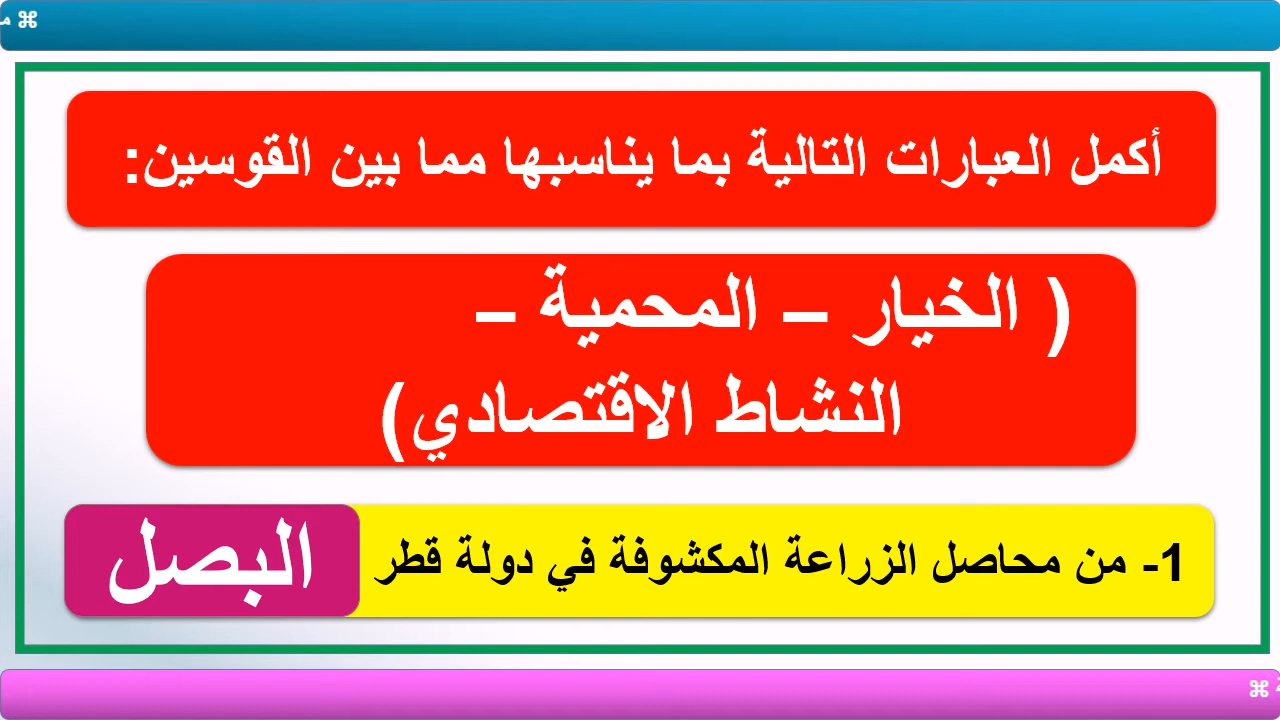 أكمل العبارات التالية بما يناسبها مما بين القوسين:
( الخيار – المحمية –
النشاط الاقتصادي)
1- من محاصل الزراعة المكشوفة في دولة قطر
البصل